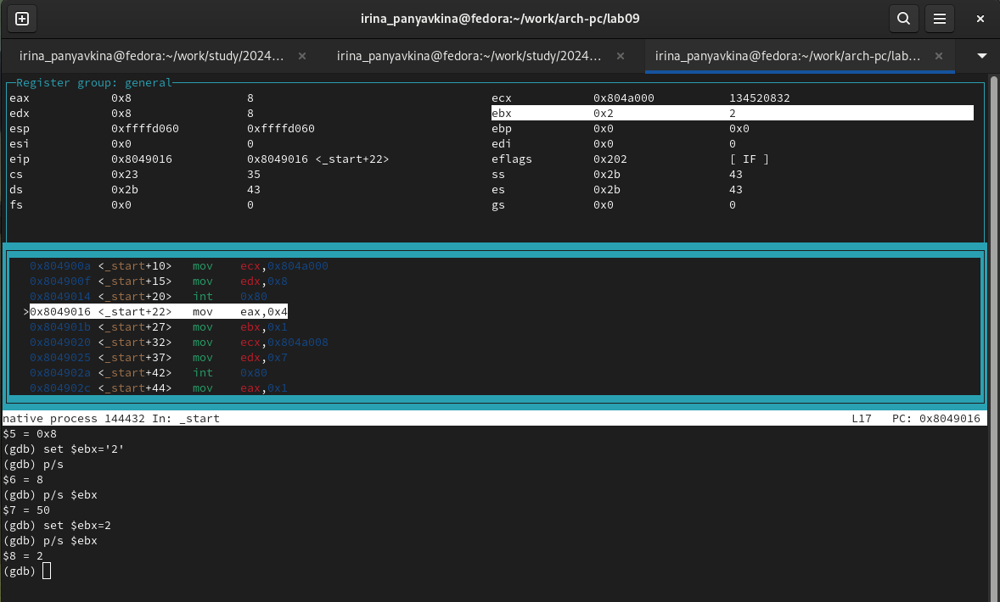 irina_panyavkina@fedora:~/work/arch-pc/lab09
irina_panyavkina@fedora:~/work/study/2024... × irina_panyavkina@fedora:~/work/study/2024... × irina_panyavkina@fedora:~/work/arch-pc/lab... ×
Register group: general
eax 0x8 8 ecx 0x804a000 134520832
edx 0x8 8 ebx 0x2 2
esp 0xffffd060 0xffffd060 ebp 0x0 0x0
esi 0x0 0 edi 0x0 0
eip 0x8049016 0x8049016 <_start+22> eflags 0x202 [ IF ]
cs 0x23 35 ss 0x2b 43
ds 0x2b 43 es 0x2b 43
fs 0x0 0 gs 0x0 0
0x804900a <_start+10> mov ecx,0x804a000
0x804900f <_start+15> mov edx,0x8
0x8049014 <_start+20> int 0x80
>0x8049016 <_start+22> mov eax,0x4
0x804901b <_start+27> mov ebx,0x1
0x8049020 <_start+32> mov ecx,0x804a008
0x8049025 <_start+37> mov edx,0x7
0x804902a <_start+42> int 0x80
0x804902c <_start+44> mov eax,0x1
native process 144432 In: _start L17 PC: 0x8049016
$5 = 0x8
(gdb) set $ebx='2'
(gdb) p/s
$6 = 8
(gdb) p/s $ebx
$7 = 50
(gdb) set $ebx=2
(gdb) p/s $ebx
$8 = 2
(gdb)